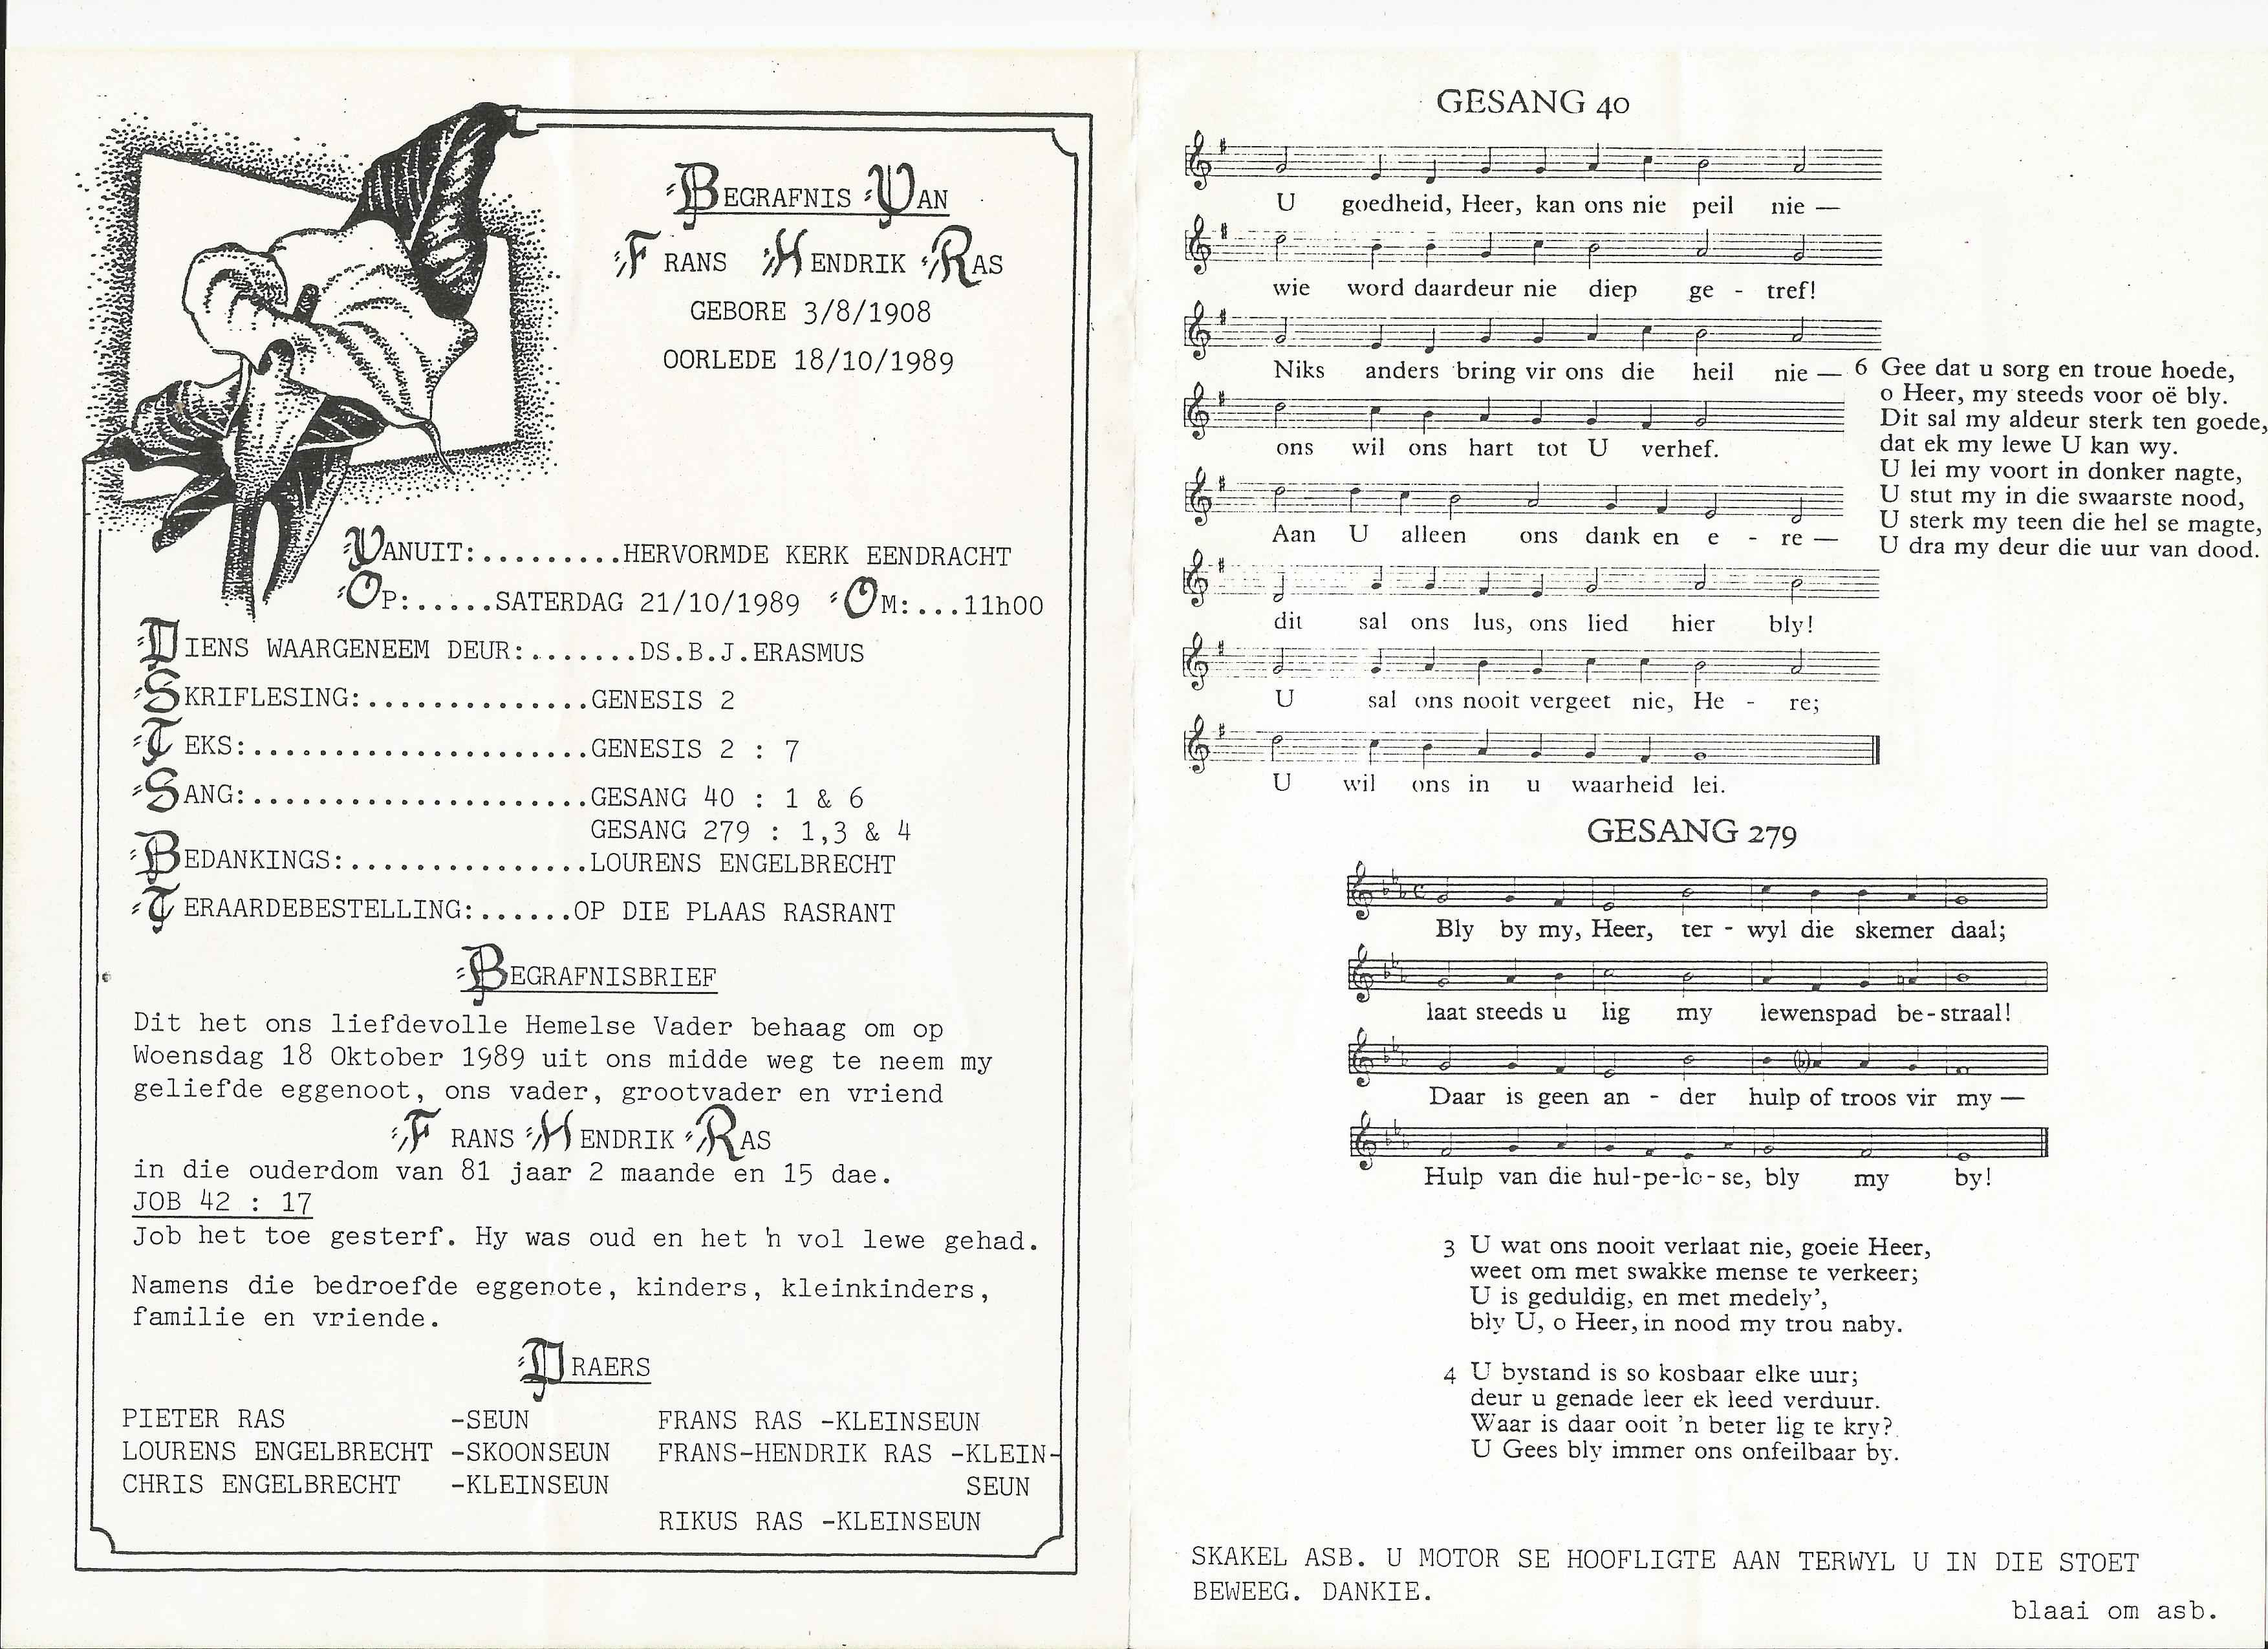 BEGRAFNIS VAN
FRANS HENDRIK RAS
GEBORE 3/8/1908
OORLEDE 18/10/1989
VANUIT:.........HERVORMDE KERK EENDRACHT
OP:.....SATERDAG 21/10/1989 OM:...11h00
DIENS WAARGENEEM DEUR:.......DS.B.J.ERASMUS
SKRIFLESING:..............GENESIS 2
TEKS:.....................GENESIS 2 : 7
SANG:.....................GESANG 40 : 1 & 6
GESANG 279 : 1,3 & 4
BEDANKINGS:...............LOURENS ENGELBRECHT
TERAARDEBESTELLING:......OP DIE PLAAS RASRANT
BEGRAFNISBRIEF
Dit het ons liefdevolle Hemelse Vader behaag om op
Woensdag 18 Oktober 1989 uit ons midde weg te neem my
geliefde eggenoot, ons vader, grootvader en vriend
FRANS HENDRIK RAS
in die ouderdom van 81 jaar 2 maande en 15 dae.
JOB 42 : 17
Job het toe gesterf. Hy was oud en het 'n vol lewe gehad.
Namens die bedroefde eggenote, kinders, kleinkinders,
familie en vriende.
DRAERS
PIETER RAS -SEUN FRANS RAS -KLEINSEUN
LOURENS ENGELBRECHT -SKOONSEUN FRANS-HENDRIK RAS -KLEIN-
CHRIS ENGELBRECHT -KLEINSEUN SEUN
RIKUS RAS -KLEINSEUN
GESANG 40
U goedheid, Heer, kan ons nie peil nie —
wie word daardeur nie diep ge - tref!
Niks anders bring vir ons die heil nie —
ons wil ons hart tot U verhef.
Aan U alleen ons dank en e - re —
dit sal ons lus, ons lied hier bly!
U sal ons nooit vergeet nie, He - re;
U wil ons in u waarheid lei.
6 Gee dat u sorg en troue hoede,
o Heer, my steeds voor oë bly.
Dit sal my aldeur sterk ten goede,
dat ek my lewe U kan wy.
U lei my voort in donker nagte,
U stut my in die swaarste nood,
U sterk my teen die hel se magte,
U dra my deur die uur van dood.
GESANG 279
Bly by my, Heer, ter - wyl die skemer daal;
laat steeds u lig my lewenspad be - straal!
Daar is geen an - der hulp of troos vir my —
Hulp van die hul-pe-lo-se, bly my by!
3 U wat ons nooit verlaat nie, goeie Heer,
weet om met swakke mense te verkeer;
U is geduldig, en met medely',
bly U, o Heer, in nood my trou naby.
4 U bystand is so kosbaar elke uur;
deur u genade leer ek leed verduur.
Waar is daar ooit 'n beter lig te kry?
U Gees bly immer ons onfeilbaar by.
SKAKEL ASB. U MOTOR SE HOOFLIGTE AAN TERWYL U IN DIE STOET
BEWEEG. DANKIE.
blaai om asb.